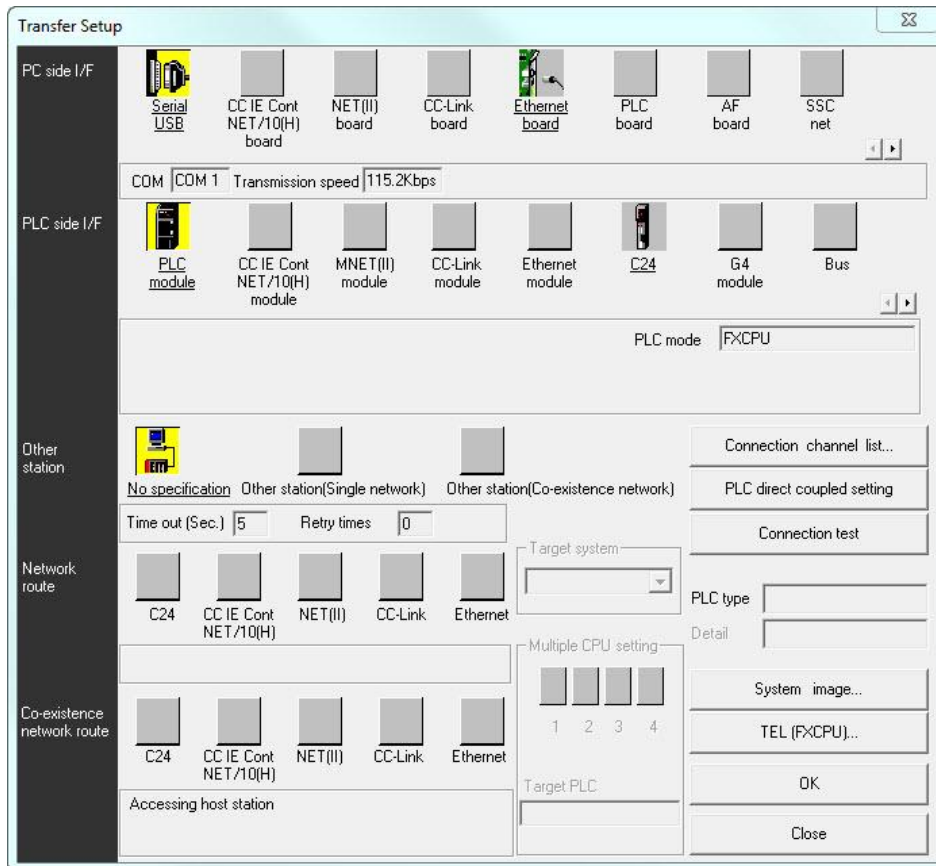 Transfer Setup
PC side I/F
Serial
USB
CC IE Cont
NET/10(H)
board
NET(II)
board
CC-Link
board
Ethernet
board
PLC
board
AF
board
SSC
net
COM COM 1 Transmission speed 115.2Kbps
PLC side I/F
PLC
module
CC IE Cont
NET/10(H)
module
MNET(II)
module
CC-Link
module
Ethernet
module
C24
G4
module
Bus
PLC mode FXCPU
Other
station
No specification Other station(Single network) Other station(Co-existence network)
Time out (Sec.) 5 Retry times 0
Connection channel list...
PLC direct coupled setting
Connection test
Network
route
C24
CC IE Cont
NET/10(H)
NET(II)
CC-Link
Ethernet
Target system
PLC type
Detail
Multiple CPU setting
1 2 3 4
Target PLC
System image...
TEL (FXCPU)...
OK
Close
Co-existence
network route
C24
CC IE Cont
NET/10(H)
NET(II)
CC-Link
Ethernet
Accessing host station